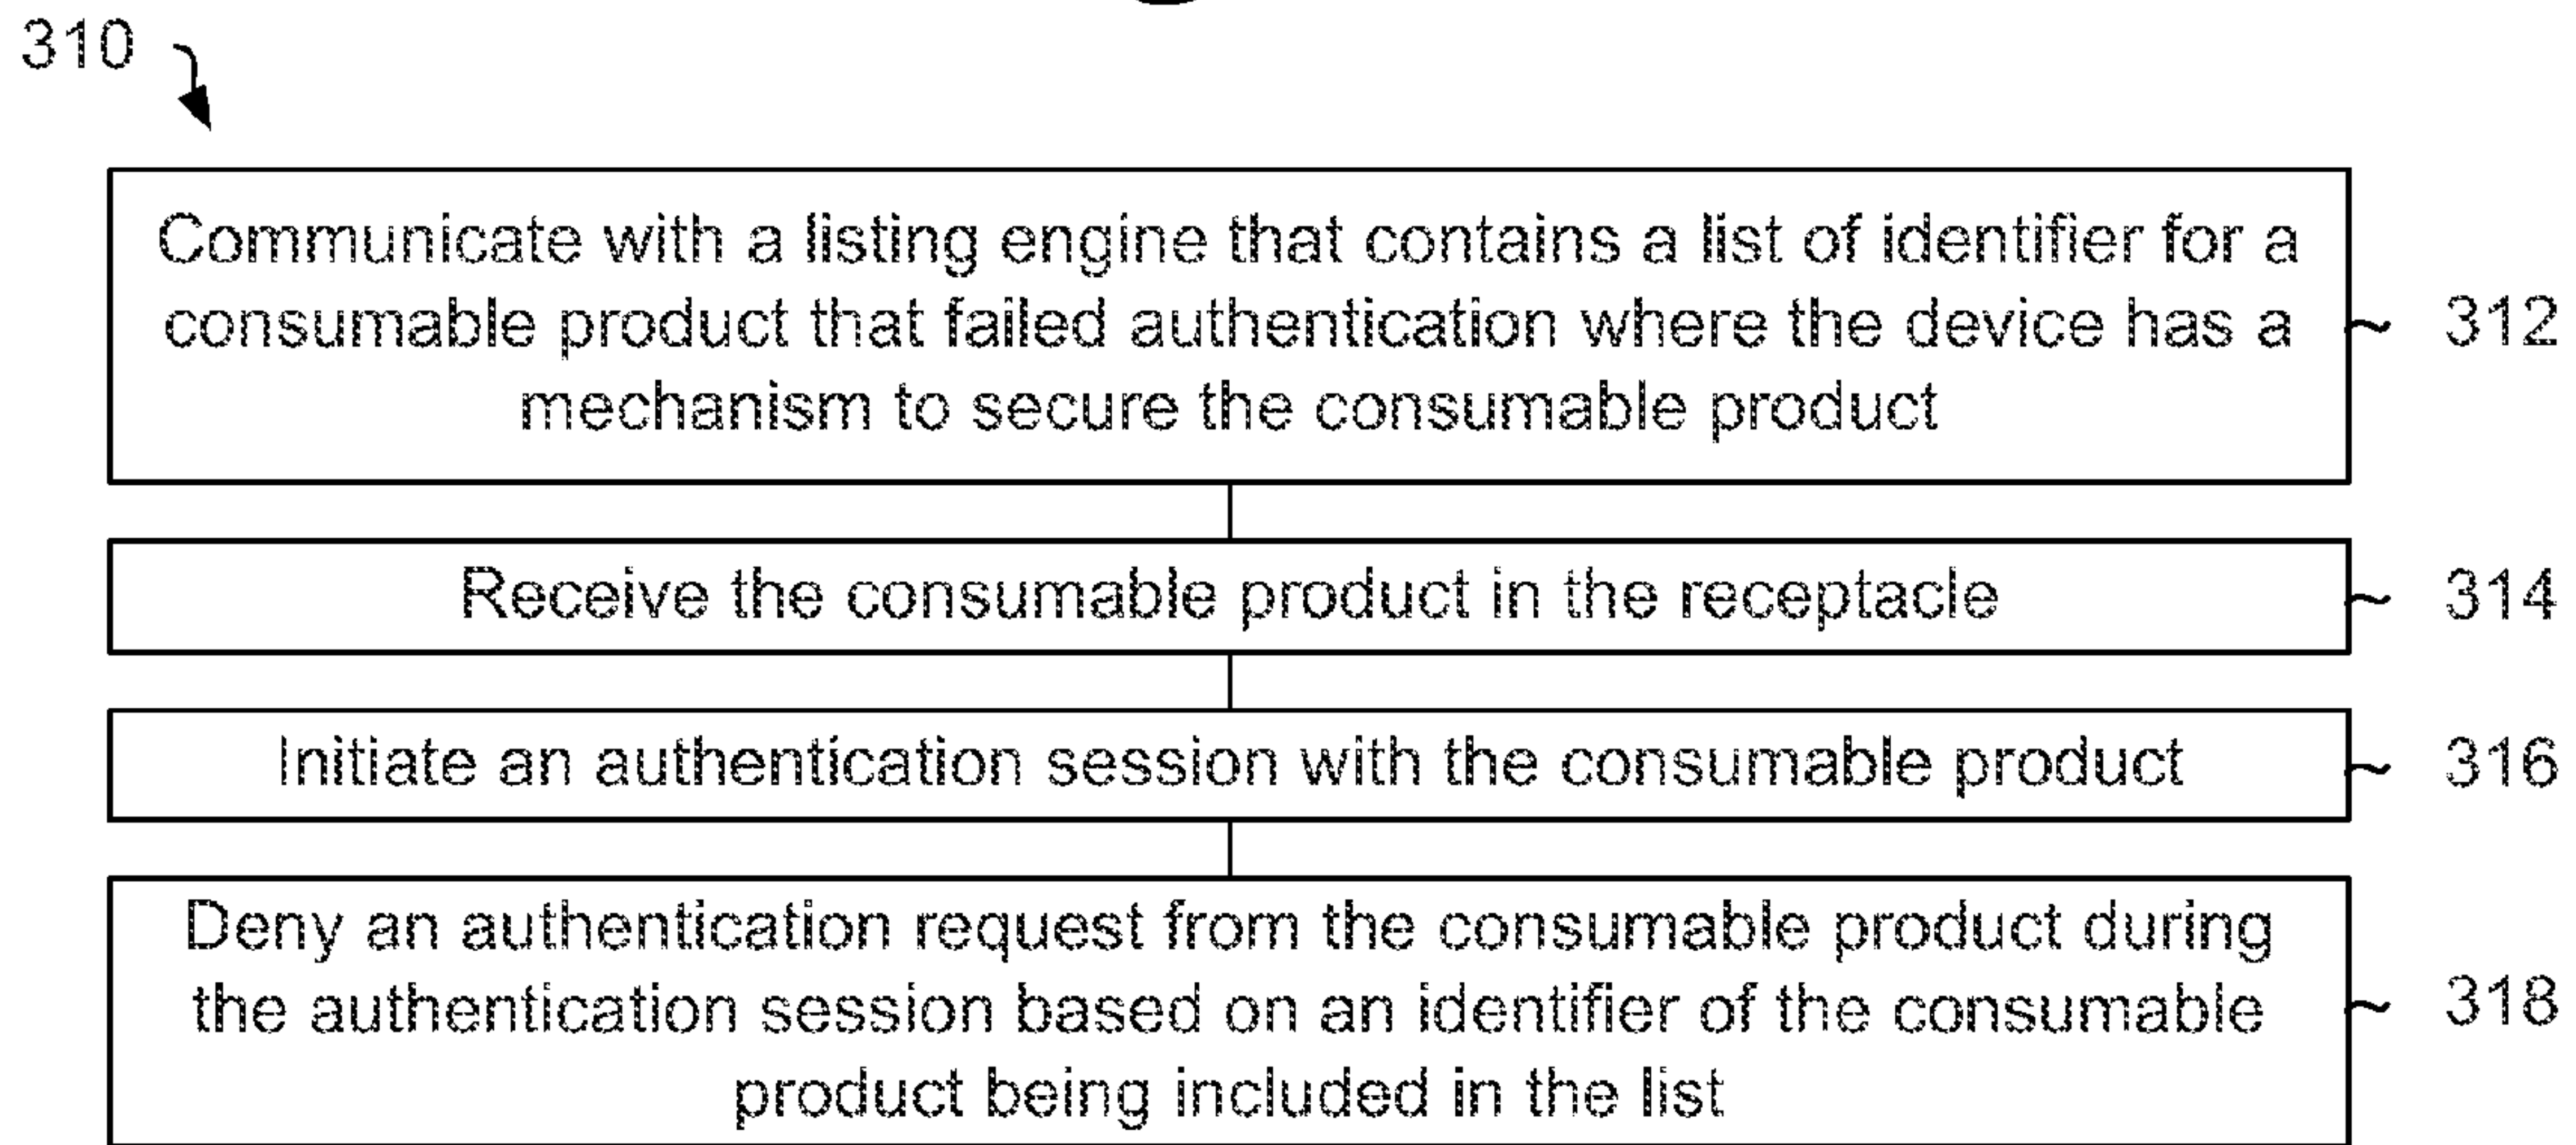 310
Communicate with a listing engine that contains a list of identifier for a
consumable product that failed authentication where the device has a
mechanism to secure the consumable product
312
Receive the consumable product in the receptacle
314
Initiate an authentication session with the consumable product
316
Deny an authentication request from the consumable product during
the authentication session based on an identifier of the consumable
product being included in the list
318